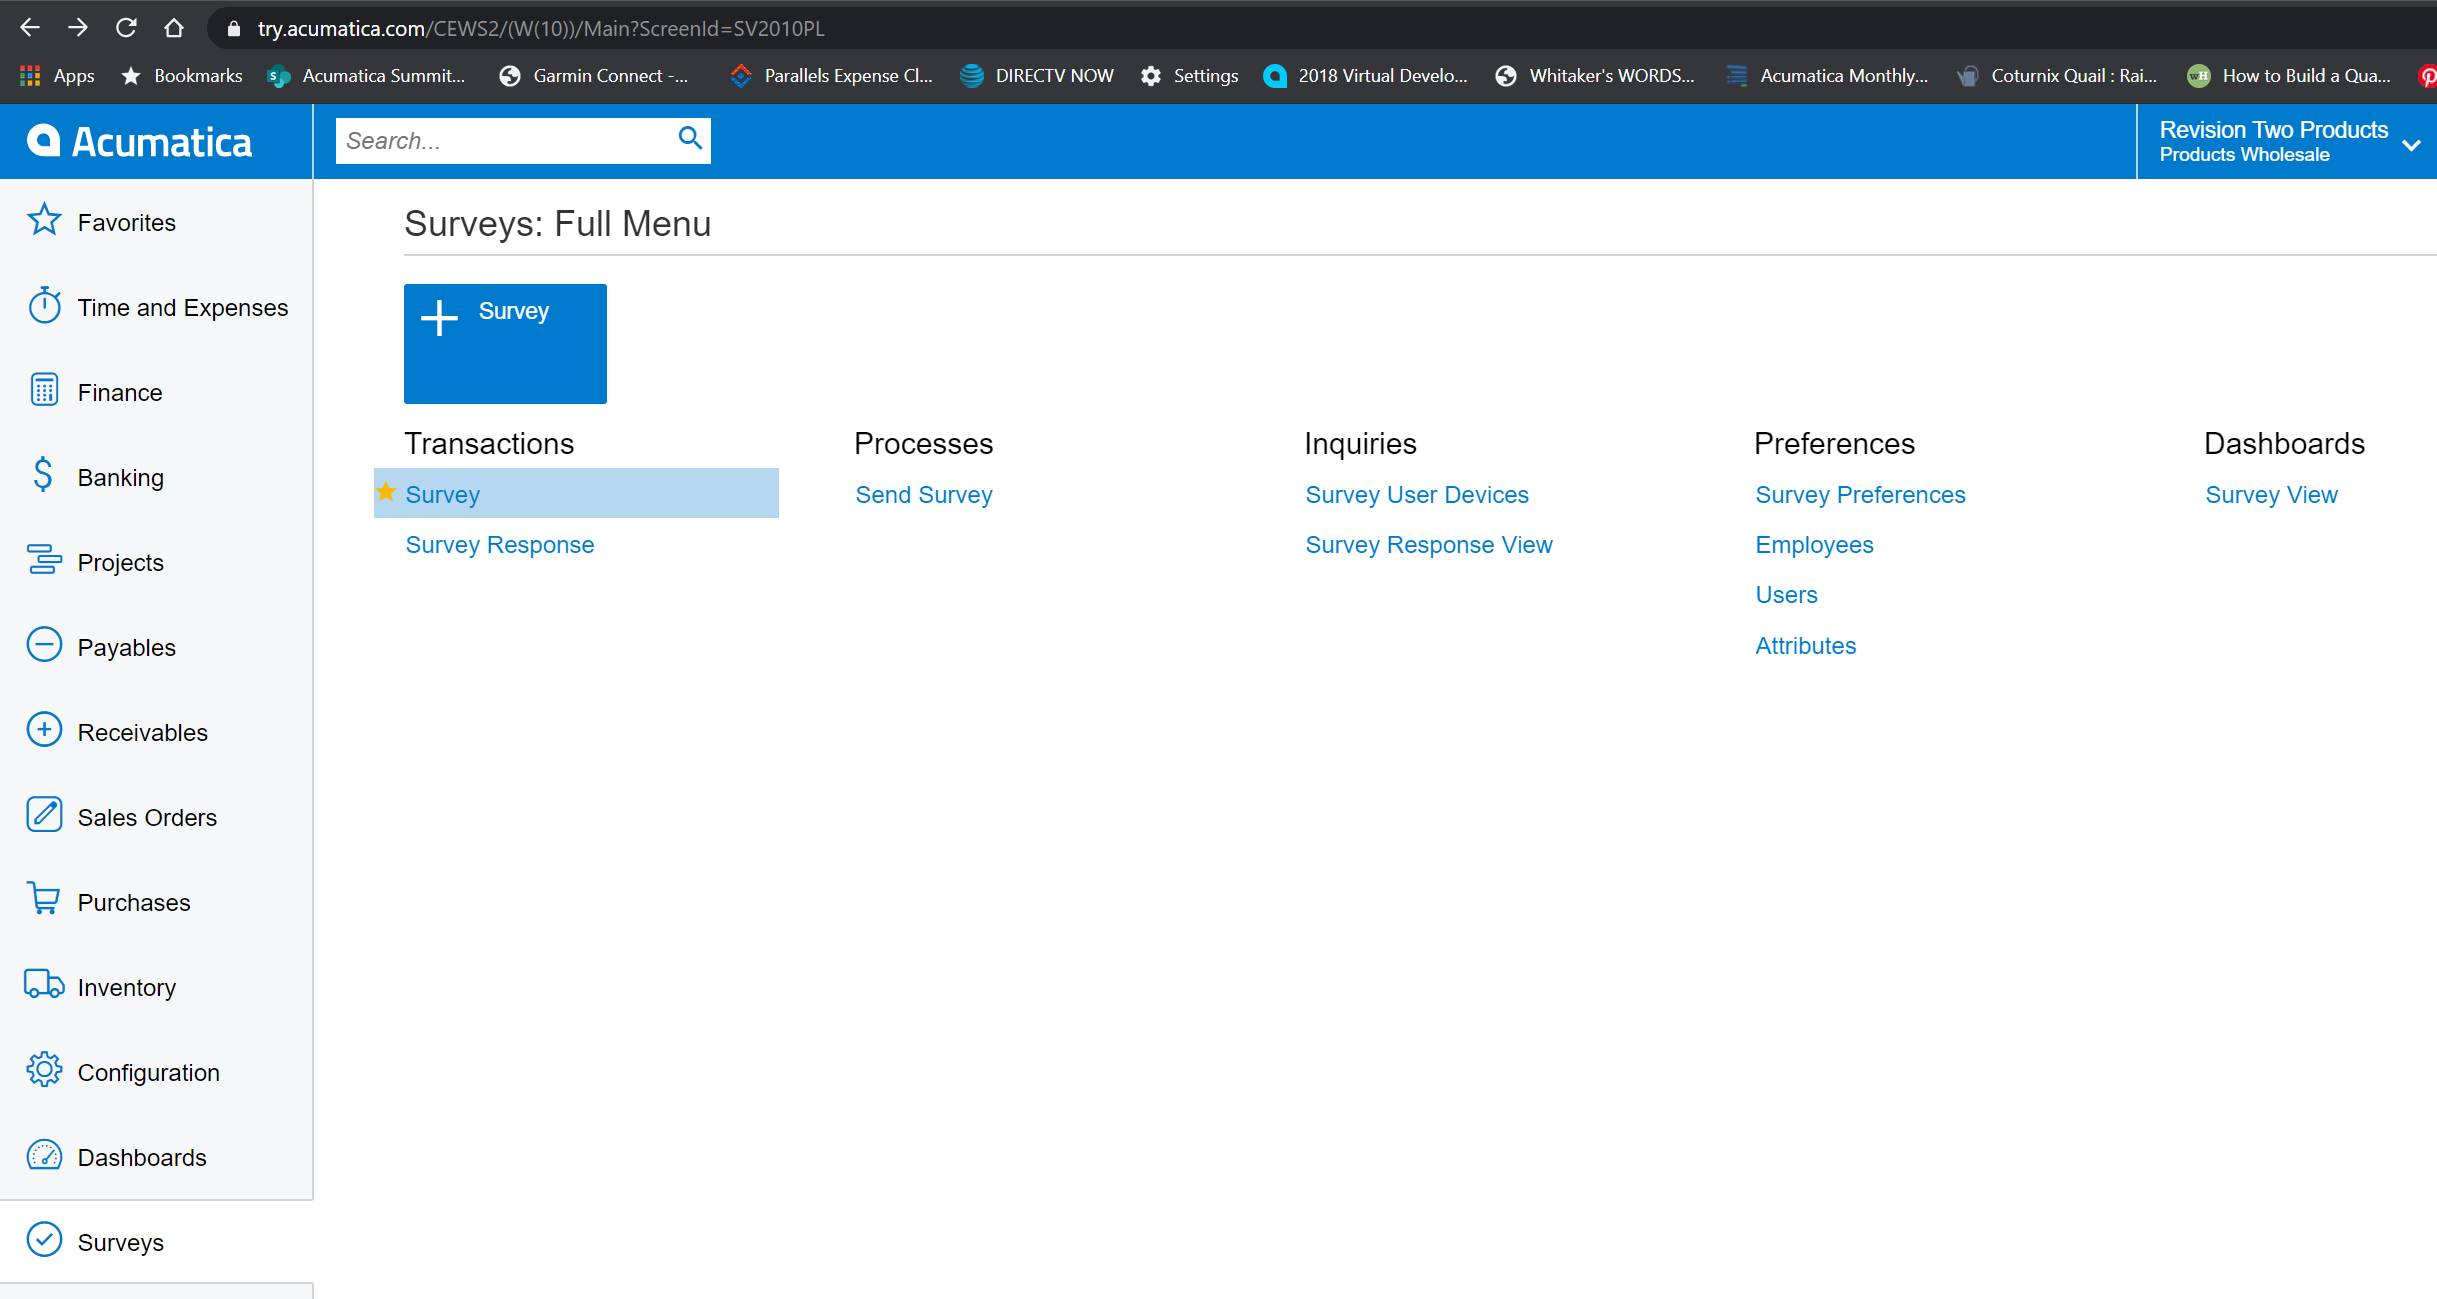 try.acumatica.com/CEWS2/(W(10))/Main?ScreenId=SV2010PL
Apps
Bookmarks
Acumatica Summit...
Garmin Connect -...
Parallels Expense Cl...
DIRECTV NOW
Settings
2018 Virtual Develo...
Whitaker's WORDS...
Acumatica Monthly...
Coturnix Quail : Rai...
wH
How to Build a Qua...
Acumatica
Search...
Revision Two Products
Products Wholesale
Favorites
Time and Expenses
Finance
Banking
Projects
Payables
Receivables
Sales Orders
Purchases
Inventory
Configuration
Dashboards
Surveys
Surveys: Full Menu
Survey
Transactions
Survey
Survey Response
Processes
Send Survey
Inquiries
Survey User Devices
Survey Response View
Preferences
Survey Preferences
Employees
Users
Attributes
Dashboards
Survey View